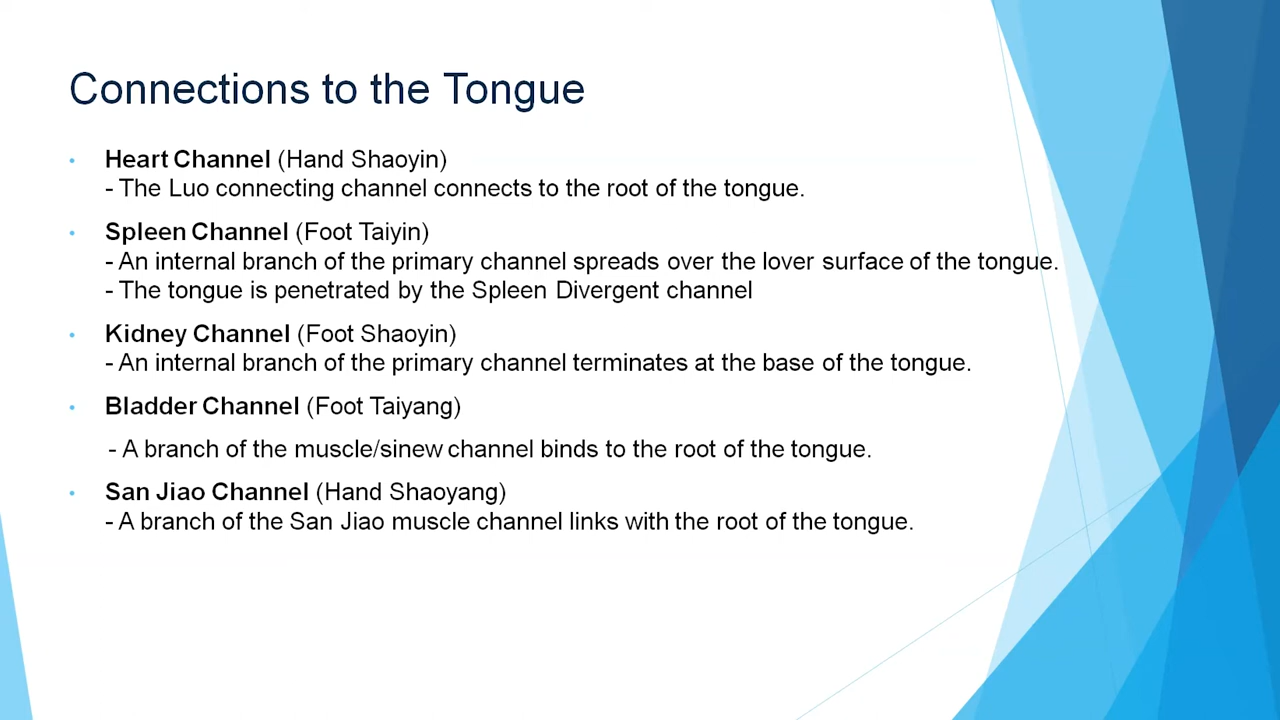 Connections to the Tongue
• Heart Channel (Hand Shaoyin)
- The Luo connecting channel connects to the root of the tongue.
• Spleen Channel (Foot Taiyin)
- An internal branch of the primary channel spreads over the lover surface of the tongue.
- The tongue is penetrated by the Spleen Divergent channel
• Kidney Channel (Foot Shaoyin)
- An internal branch of the primary channel terminates at the base of the tongue.
• Bladder Channel (Foot Taiyang)
- A branch of the muscle/sinew channel binds to the root of the tongue.
• San Jiao Channel (Hand Shaoyang)
- A branch of the San Jiao muscle channel links with the root of the tongue.